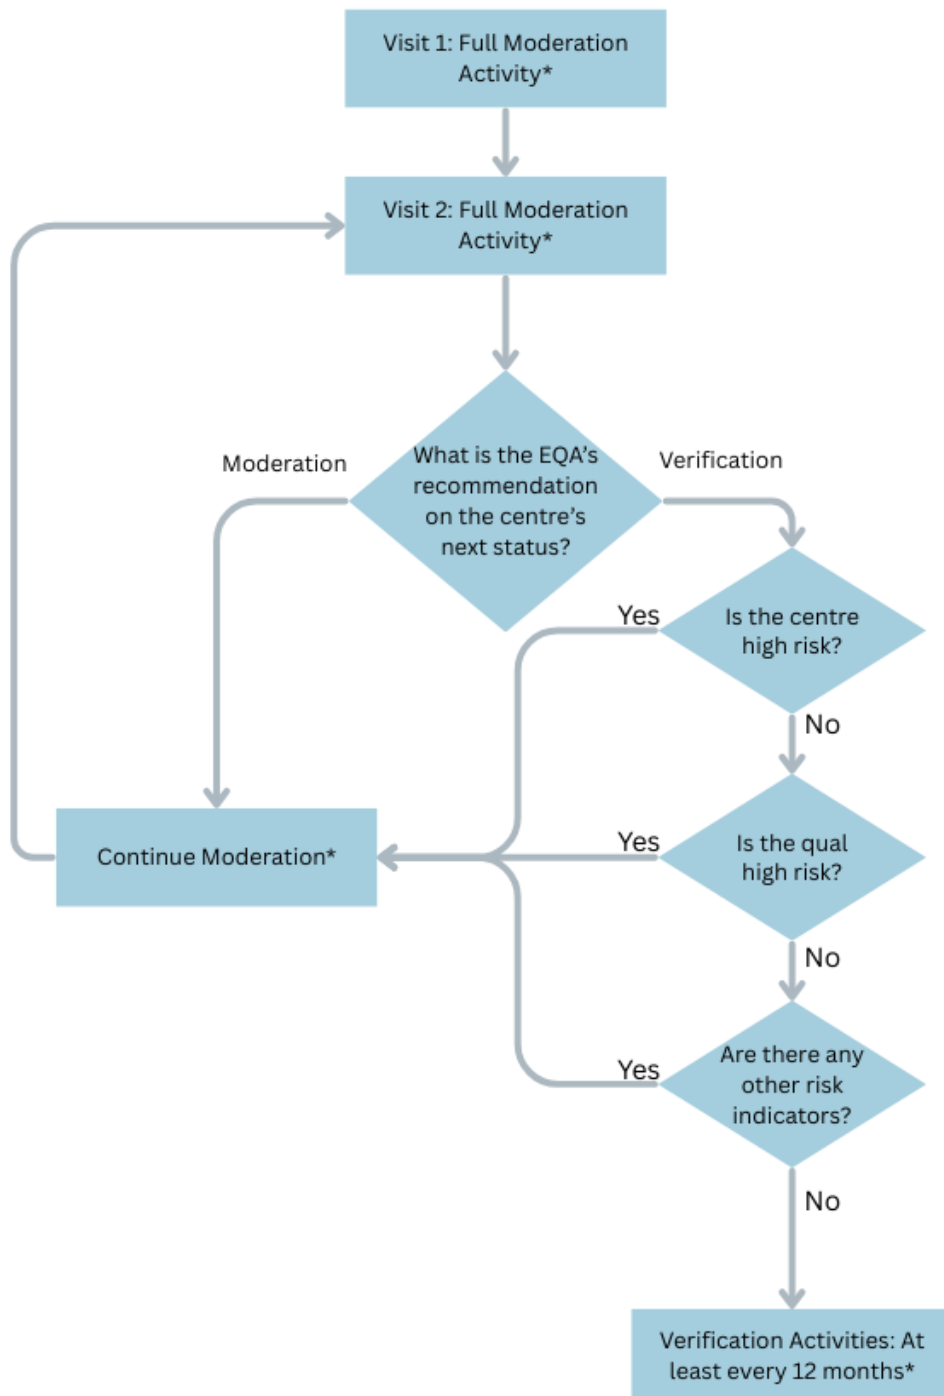 Visit 1: Full Moderation
Activity*
Visit 2: Full Moderation
Activity*
What is the EQA's
recommendation
on the centre's
next status?
Moderation
Verification
Is the centre
high risk?
Yes
No
Continue Moderation*
Is the qual
high risk?
Yes
No
Are there any
other risk
indicators?
Yes
No
Verification Activities: At
least every 12 months*